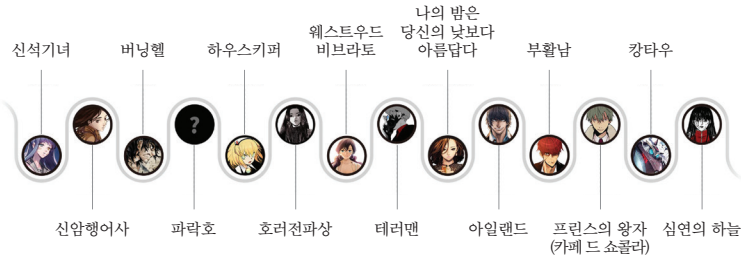 신석기녀
버닝헬
하우스키퍼
웨스트우드
비브라토
나의 밤은
당신의 낮보다
아름답다
부활남
캉타우
?
신암행어사
파락호
호러전파상
테러맨
아일랜드
프린스의 왕자
(카페 드 쇼콜라)
심연의 하늘